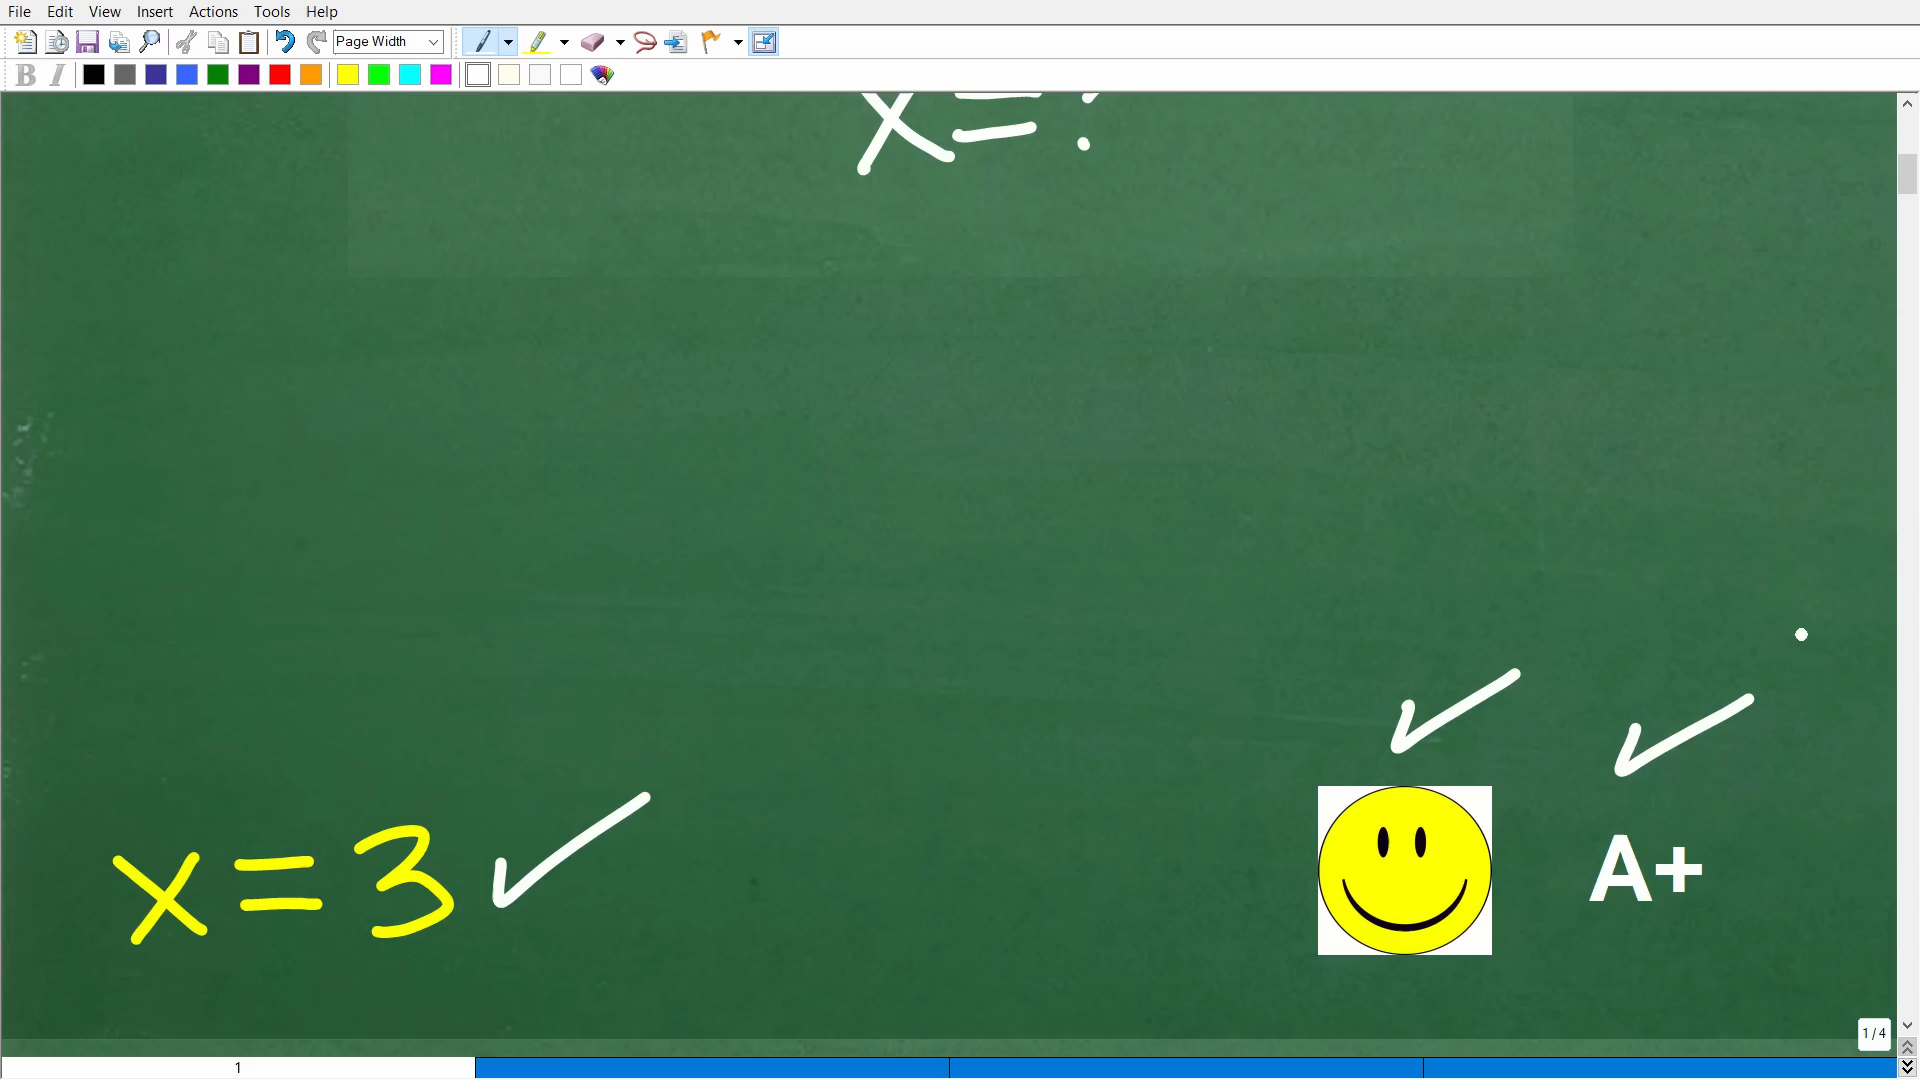 File Edit View Insert Actions Tools Help
Page Width
B I
x = ?
x = 3
A+
1 / 4
1